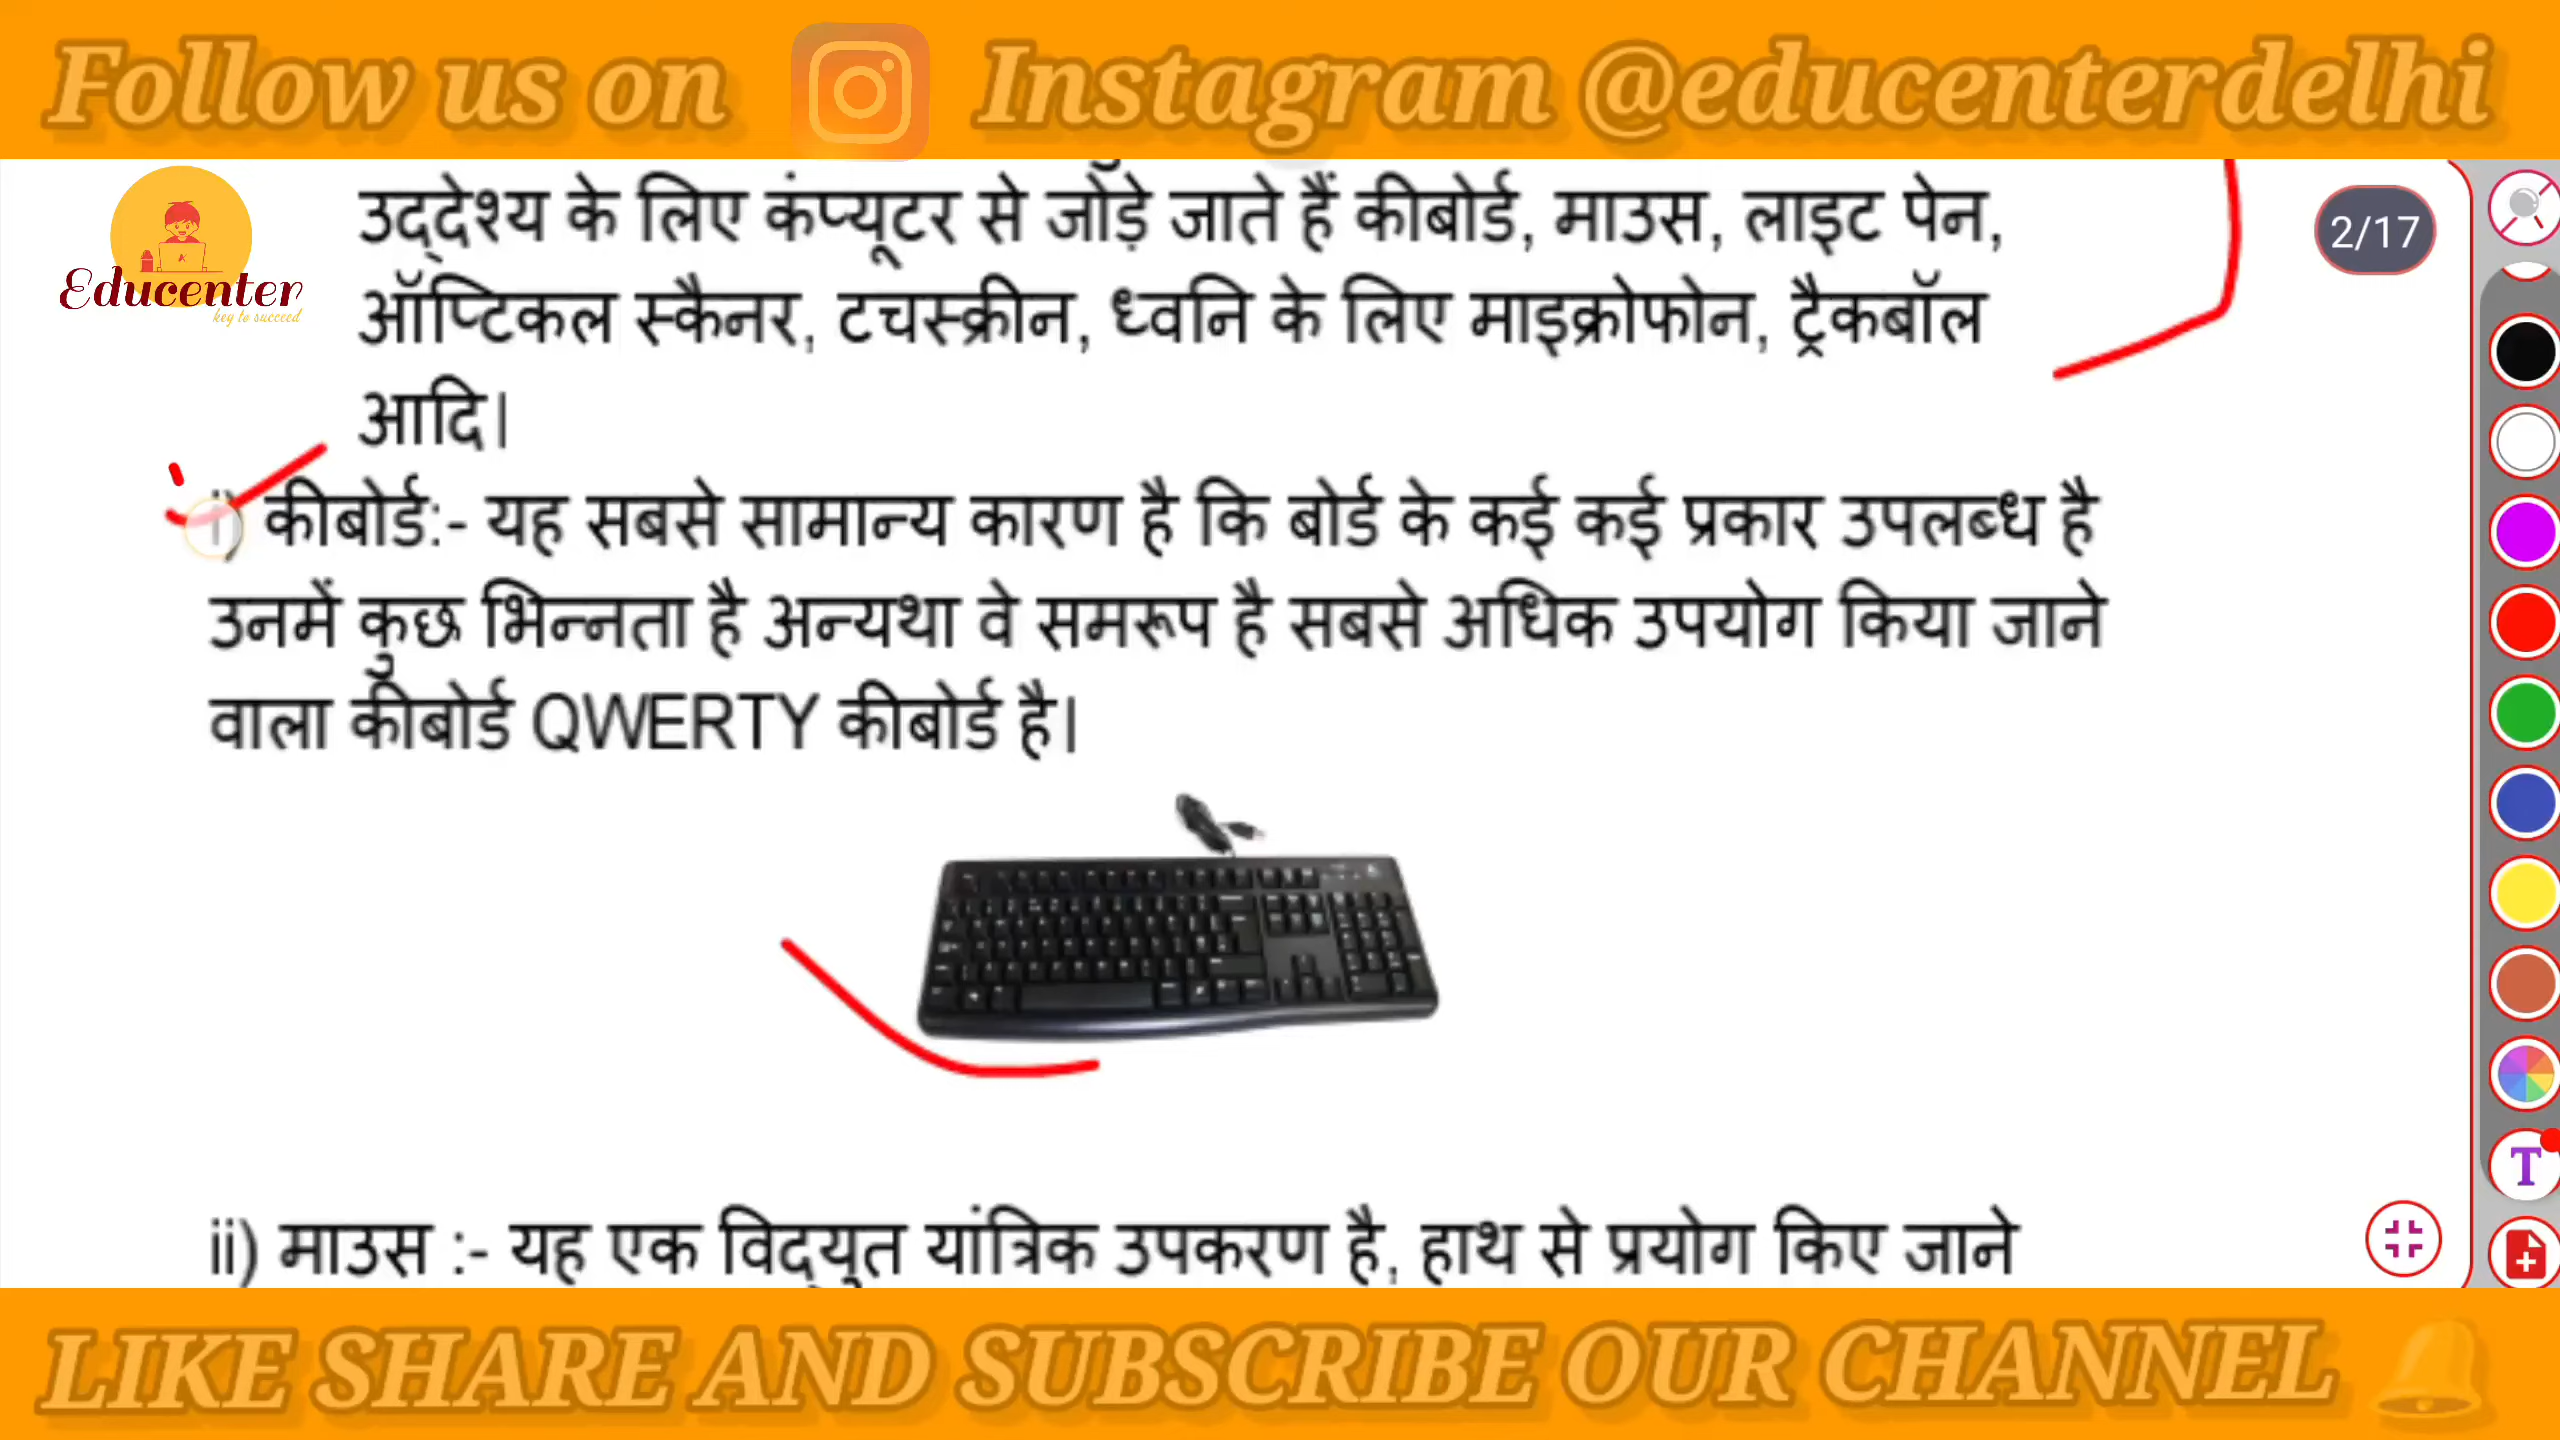 Follow us on Instagram @educenterdelhi
Educenter
key to succeed
2/17
उद्देश्य के लिए कंप्यूटर से जोड़े जाते हैं कीबोर्ड, माउस, लाइट पेन,
ऑप्टिकल स्कैनर, टचस्क्रीन, ध्वनि के लिए माइक्रोफोन, ट्रैकबॉल
आदि।
i) कीबोर्ड:- यह सबसे सामान्य कारण है कि बोर्ड के कई कई प्रकार उपलब्ध है
उनमें कुछ भिन्नता है अन्यथा वे समरूप है सबसे अधिक उपयोग किया जाने
वाला कीबोर्ड QWERTY कीबोर्ड है।
ii) माउस :- यह एक विद्युत यांत्रिक उपकरण है, हाथ से प्रयोग किए जाने
T
LIKE SHARE AND SUBSCRIBE OUR CHANNEL